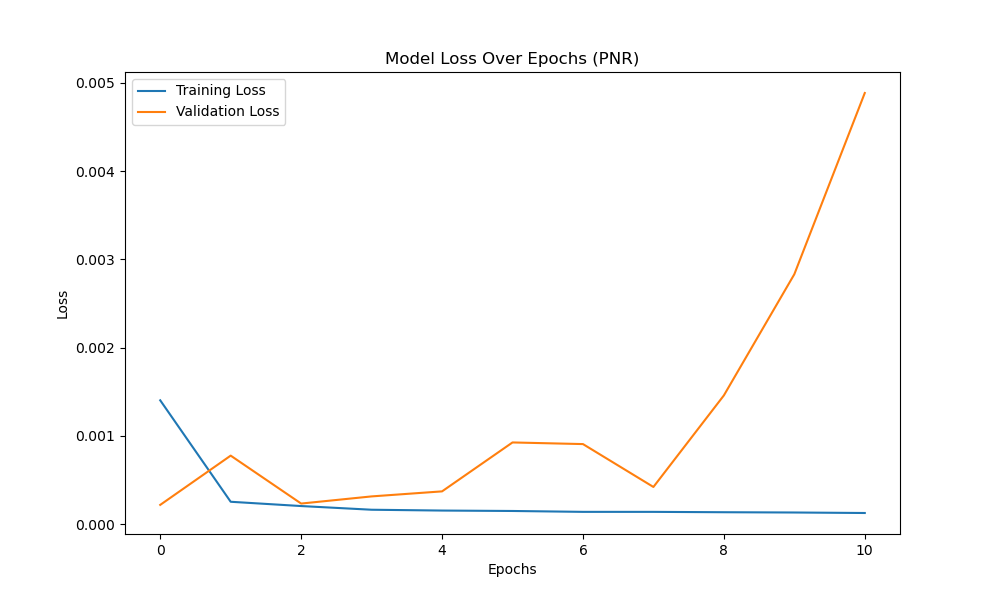 Model Loss Over Epochs (PNR)
Training Loss
Validation Loss
0.005
0.004
0.003
0.002
0.001
0.000
Loss
0 2 4 6 8 10
Epochs